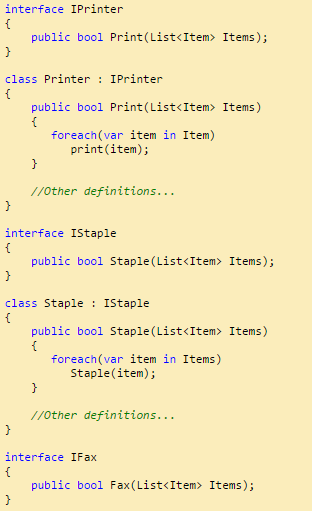 interface IPrinter
{
    public bool Print(List<Item> Items);
}

class Printer : IPrinter
{
    public bool Print(List<Item> Items)
    {
       foreach(var item in Item)
          print(item);
    }

    //Other definitions...
}

interface IStaple
{
    public bool Staple(List<Item> Items);
}

class Staple : IStaple
{
    public bool Staple(List<Item> Items)
    {
       foreach(var item in Items)
          Staple(item);
    }

    //Other definitions...
}

interface IFax
{
    public bool Fax(List<Item> Items);
}